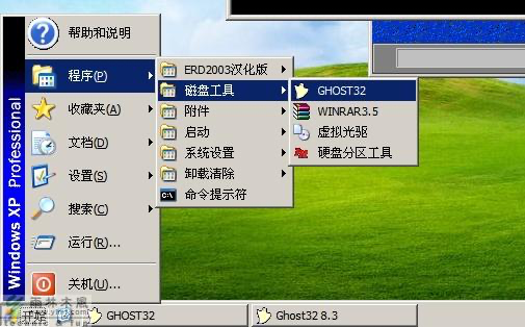 帮助和说明
程序(P)
收藏夹(A)
文档(D)
设置(S)
搜索(C)
运行(R)...
关机(U)...
Windows XP Professional
ERD2003汉化版
磁盘工具
附件
启动
系统设置
卸载清除
命令提示符
GHOST32
WINRAR3.5
虚拟光驱
硬盘分区工具
开始
GHOST32
Ghost32 8.3